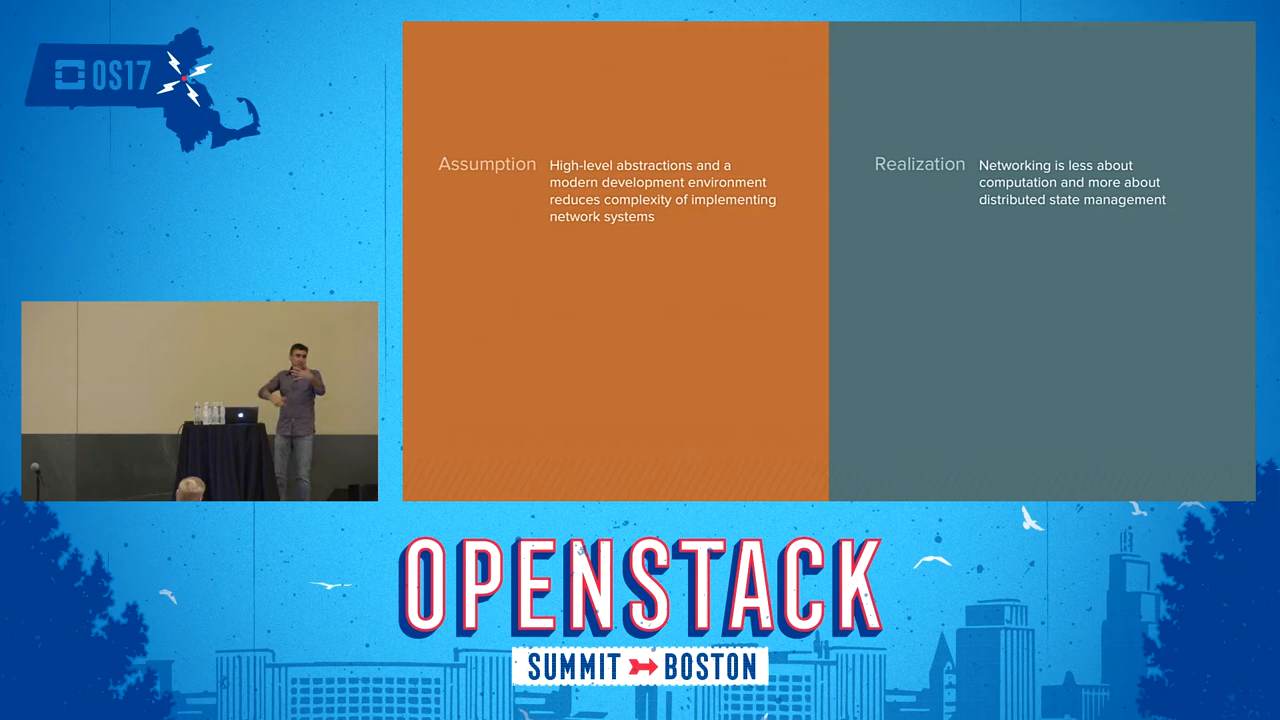 OS17
Assumption
High-level abstractions and a
modern development environment
reduces complexity of implementing
network systems
Realization
Networking is less about
computation and more about
distributed state management
OPENSTACK
SUMMIT BOSTON